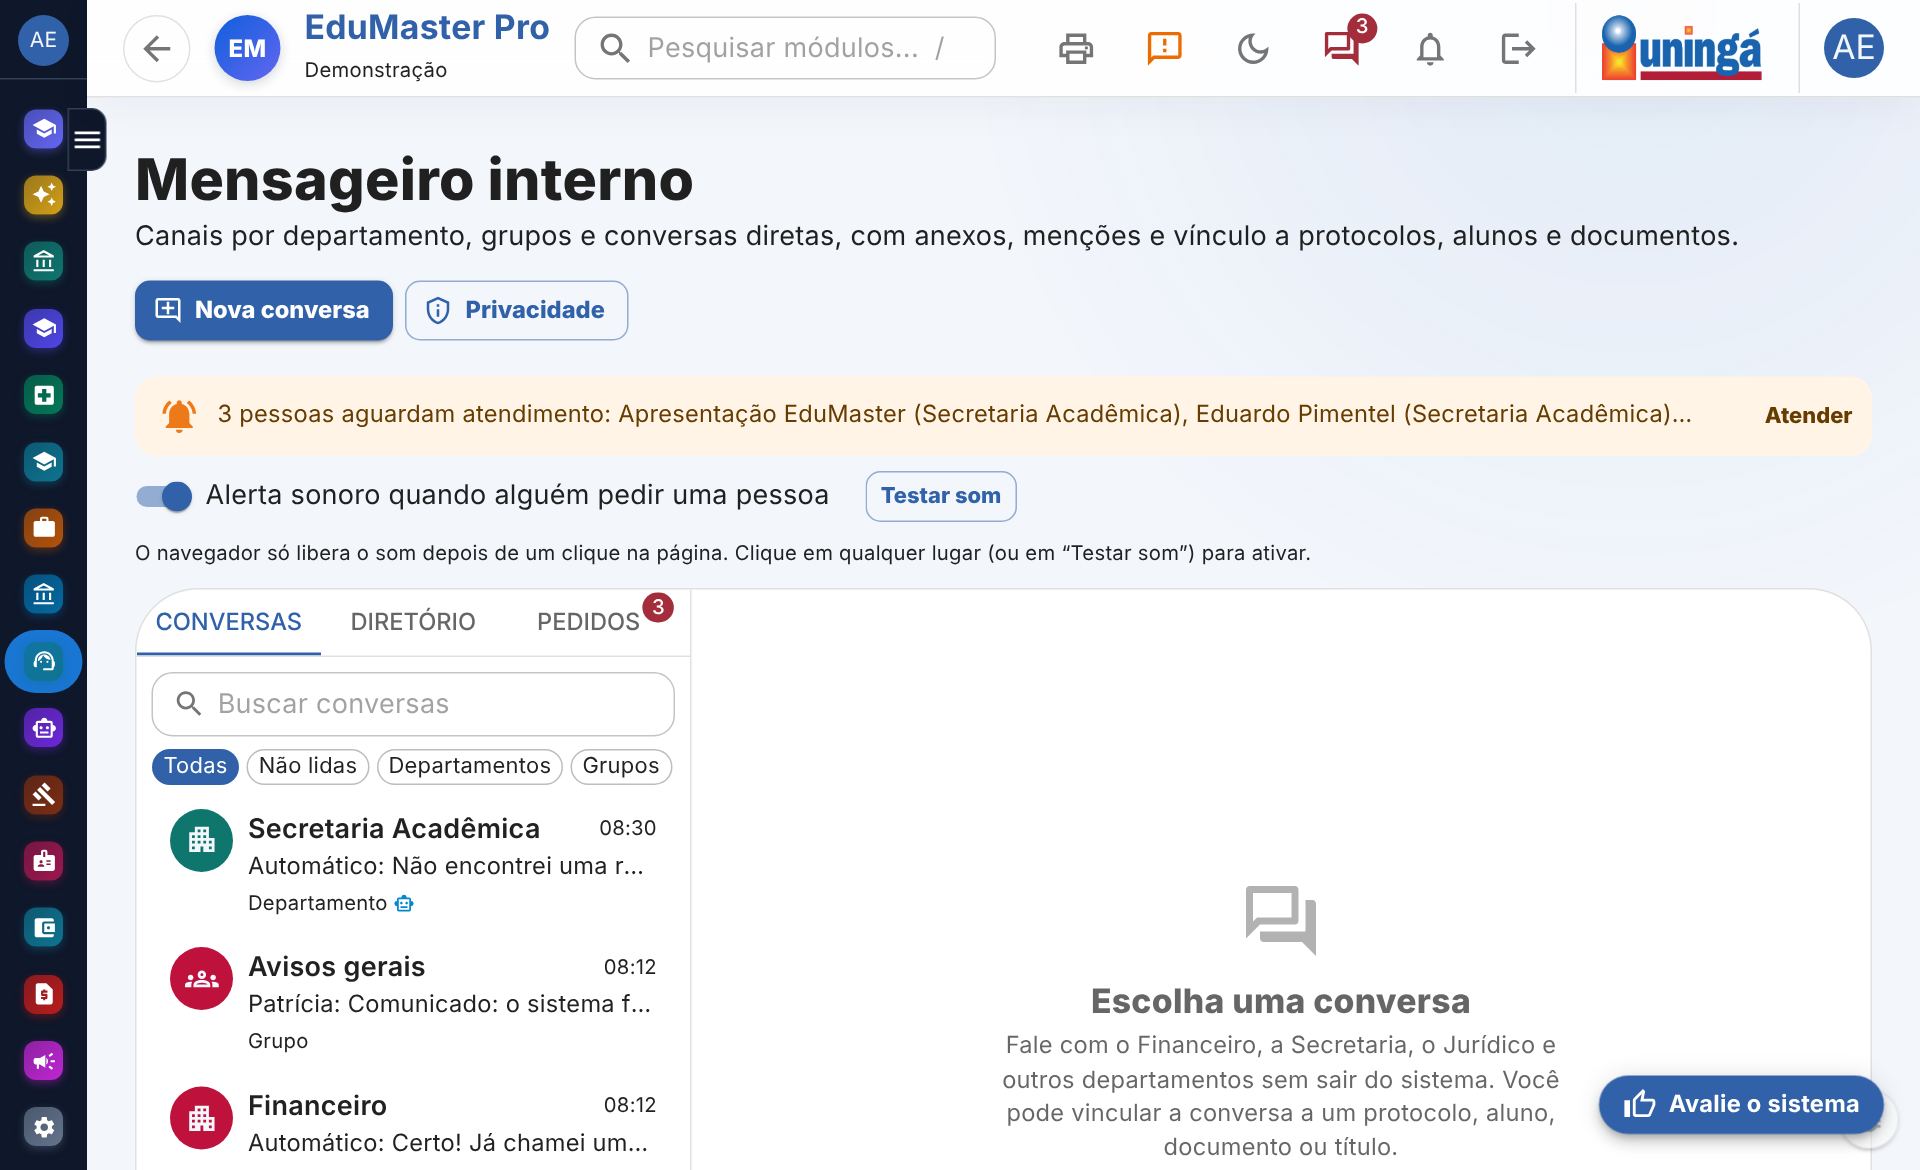 AE
EM
EduMaster Pro
Demonstração
Pesquisar módulos... /
3
uningá
AE
Mensageiro interno
Canais por departamento, grupos e conversas diretas, com anexos, menções e vínculo a protocolos, alunos e documentos.
Nova conversa
Privacidade
3 pessoas aguardam atendimento: Apresentação EduMaster (Secretaria Acadêmica), Eduardo Pimentel (Secretaria Acadêmica)...
Atender
Alerta sonoro quando alguém pedir uma pessoa
Testar som
O navegador só libera o som depois de um clique na página. Clique em qualquer lugar (ou em “Testar som”) para ativar.
CONVERSAS
DIRETÓRIO
PEDIDOS
3
Buscar conversas
Todas
Não lidas
Departamentos
Grupos
Secretaria Acadêmica
08:30
Automático: Não encontrei uma r...
Departamento
Avisos gerais
08:12
Patrícia: Comunicado: o sistema f...
Grupo
Financeiro
08:12
Automático: Certo! Já chamei um...
Escolha uma conversa
Fale com o Financeiro, a Secretaria, o Jurídico e
outros departamentos sem sair do sistema. Você
pode vincular a conversa a um protocolo, aluno,
documento ou título.
Avalie o sistema